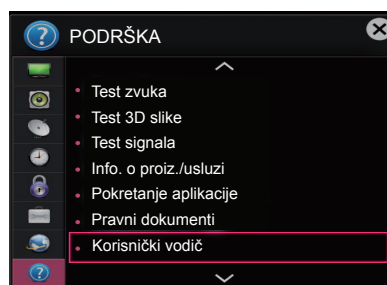 PODRŠKA
Test zvuka
Test 3D slike
Test signala
Info. o proiz./usluzi
Pokretanje aplikacije
Pravni dokumenti
Korisnički vodič